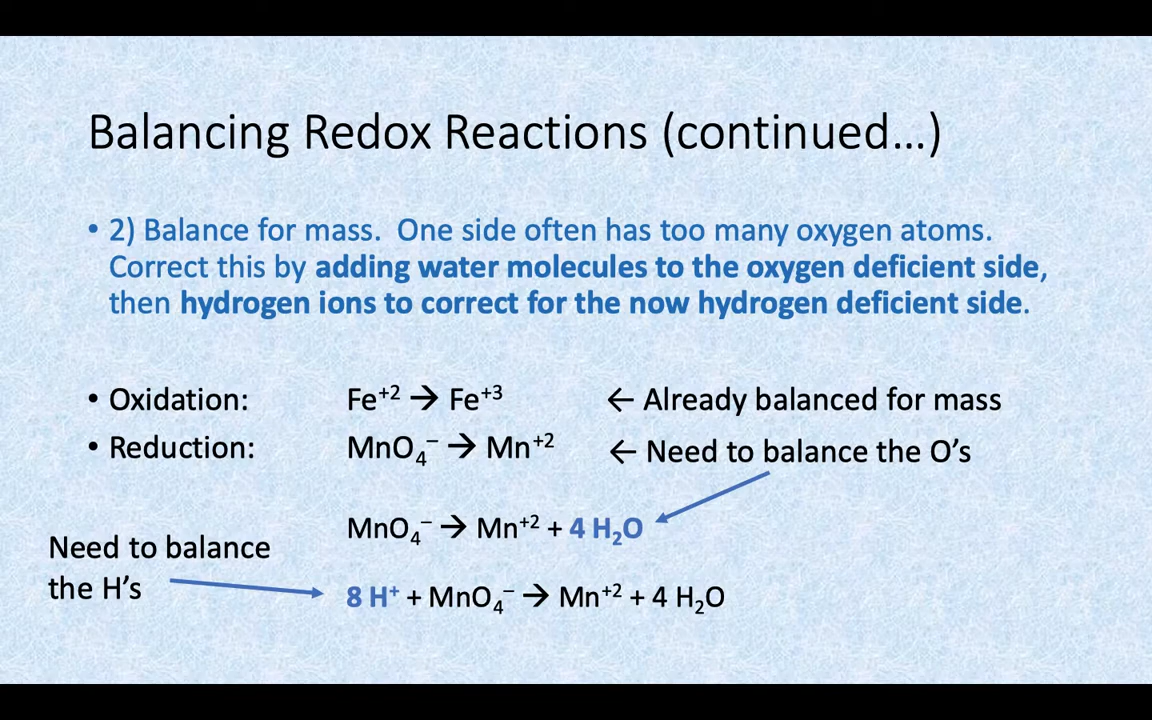 Balancing Redox Reactions (continued…)
• 2) Balance for mass.  One side often has too many oxygen atoms.
Correct this by adding water molecules to the oxygen deficient side,
then hydrogen ions to correct for the now hydrogen deficient side.
• Oxidation: Fe⁺² → Fe⁺³ ← Already balanced for mass
• Reduction: MnO₄⁻ → Mn⁺² ← Need to balance the O’s
MnO₄⁻ → Mn⁺² + 4 H₂O
Need to balance
the H’s
8 H⁺ + MnO₄⁻ → Mn⁺² + 4 H₂O